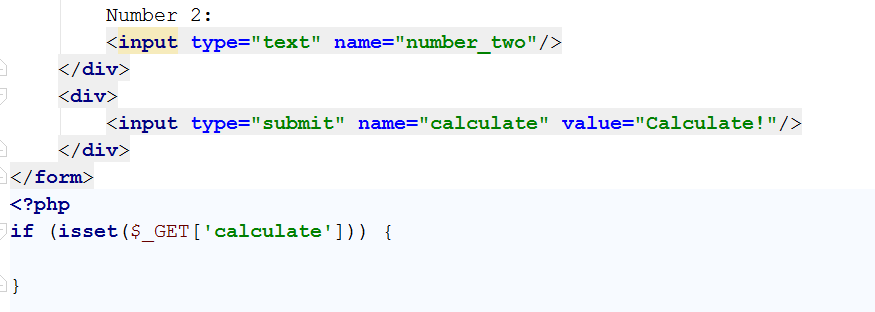 Number 2:
<input type="text" name="number_two"/>
</div>
<div>
<input type="submit" name="calculate" value="Calculate!"/>
</div>
</form>
<?php
if (isset($_GET['calculate'])) {
}